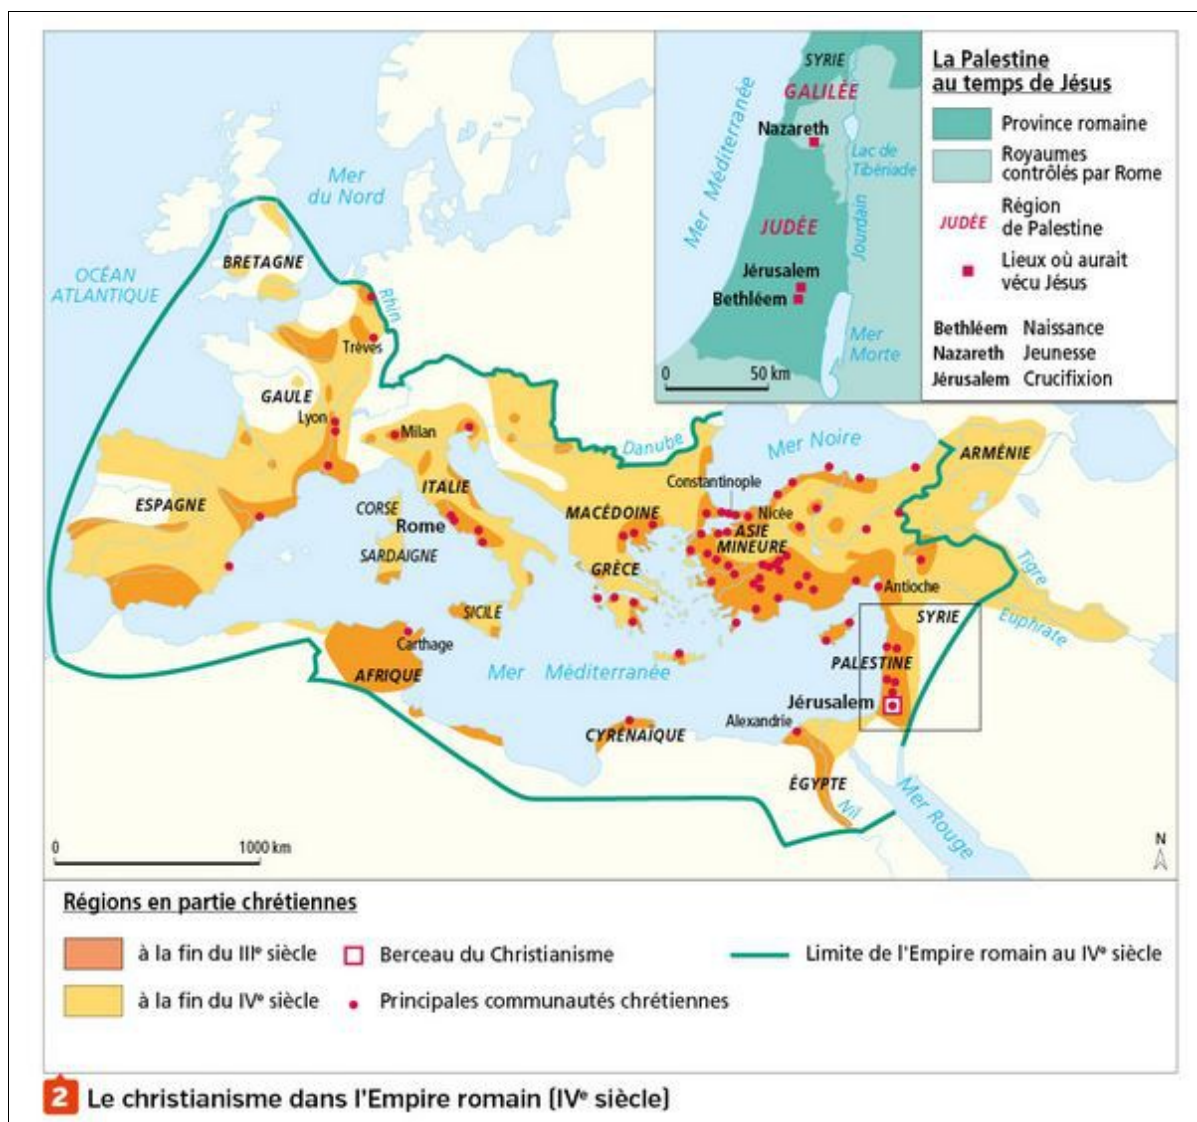 Mer
du Nord
OCÉAN
ATLANTIQUE
BRETAGNE
Rhin
Trèves
GAULE
Lyon
Milan
Danube
Mer Noire
ARMÉNIE
ESPAGNE
CORSE
ITALIE
Rome
SARDAIGNE
MACÉDOINE
Constantinople
Nicée
ASIE
MINEURE
GRÈCE
SICILE
Antioche
Tigre
Euphrate
SYRIE
Carthage
AFRIQUE
Mer Méditerranée
PALESTINE
Jérusalem
Alexandrie
CYRÉNAÏQUE
ÉGYPTE
Nil
Mer Rouge
0 1000 km
N
SYRIE
GALILÉE
Nazareth
Mer Méditerranée
Lac de
Tibériade
JUDÉE
Jourdain
Jérusalem
Bethléem
Mer
Morte
0 50 km
La Palestine
au temps de Jésus
Province romaine
Royaumes
contrôlés par Rome
JUDÉE Région
de Palestine
Lieux où aurait
vécu Jésus
Bethléem Naissance
Nazareth Jeunesse
Jérusalem Crucifixion
Régions en partie chrétiennes
à la fin du IIIe siècle
Berceau du Christianisme
Limite de l'Empire romain au IVe siècle
à la fin du IVe siècle
Principales communautés chrétiennes
2 Le christianisme dans l'Empire romain (IVe siècle)